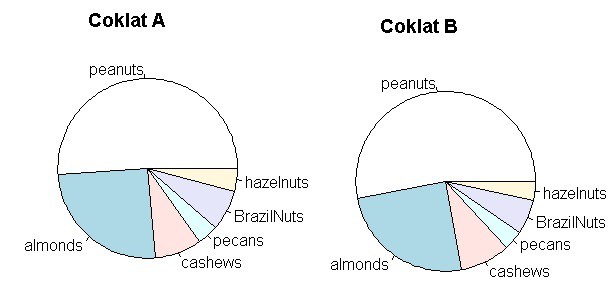 Coklat A
peanuts
hazelnuts
BrazilNuts
pecans
cashews
almonds
Coklat B
peanuts
hazelnuts
BrazilNuts
pecans
cashews
almonds